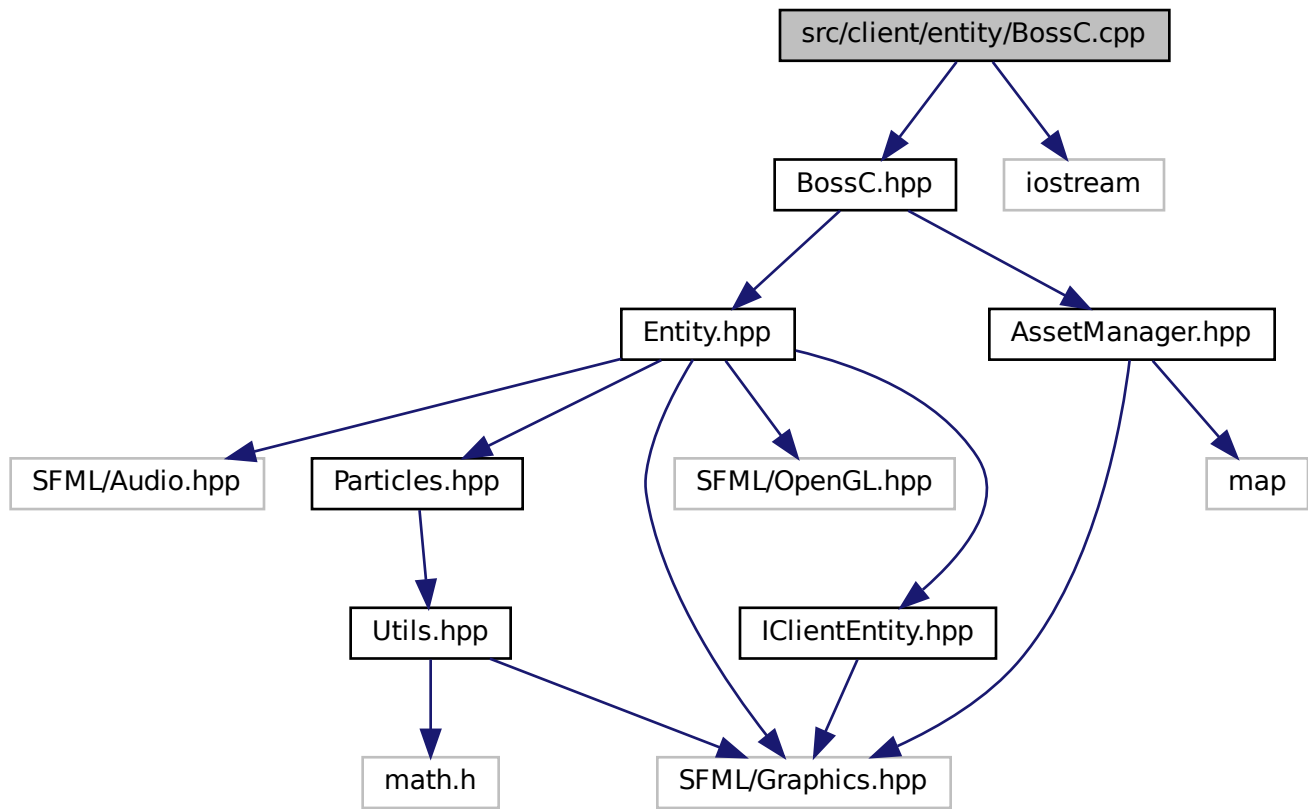 src/client/entity/BossC.cpp
BossC.hpp
iostream
Entity.hpp
AssetManager.hpp
SFML/Audio.hpp
Particles.hpp
SFML/OpenGL.hpp
map
Utils.hpp
IClientEntity.hpp
math.h
SFML/Graphics.hpp